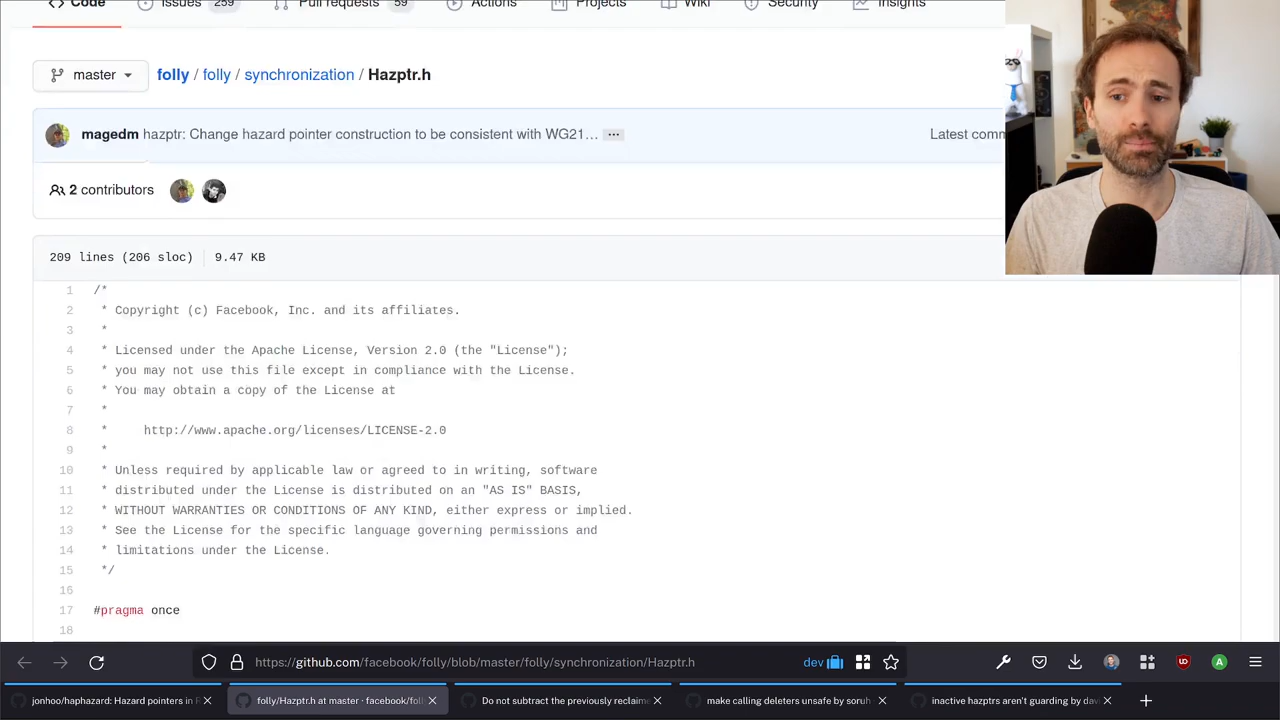 Code Issues 259 Pull requests 59 Actions Projects Wiki Security Insights
master folly / folly / synchronization / Hazptr.h
magedm hazptr: Change hazard pointer construction to be consistent with WG21… ... Latest comm
2 contributors
209 lines (206 sloc) 9.47 KB
1 /*
2 * Copyright (c) Facebook, Inc. and its affiliates.
3 *
4 * Licensed under the Apache License, Version 2.0 (the "License");
5 * you may not use this file except in compliance with the License.
6 * You may obtain a copy of the License at
7 *
8 * http://www.apache.org/licenses/LICENSE-2.0
9 *
10 * Unless required by applicable law or agreed to in writing, software
11 * distributed under the License is distributed on an "AS IS" BASIS,
12 * WITHOUT WARRANTIES OR CONDITIONS OF ANY KIND, either express or implied.
13 * See the License for the specific language governing permissions and
14 * limitations under the License.
15 */
16
17 #pragma once
18
https://github.com/facebook/folly/blob/master/folly/synchronization/Hazptr.h dev
jonhoo/haphazard: Hazard pointers in R folly/Hazptr.h at master · facebook/foll Do not subtract the previously reclaime make calling deleters unsafe by soruh inactive hazptrs aren't guarding by davi